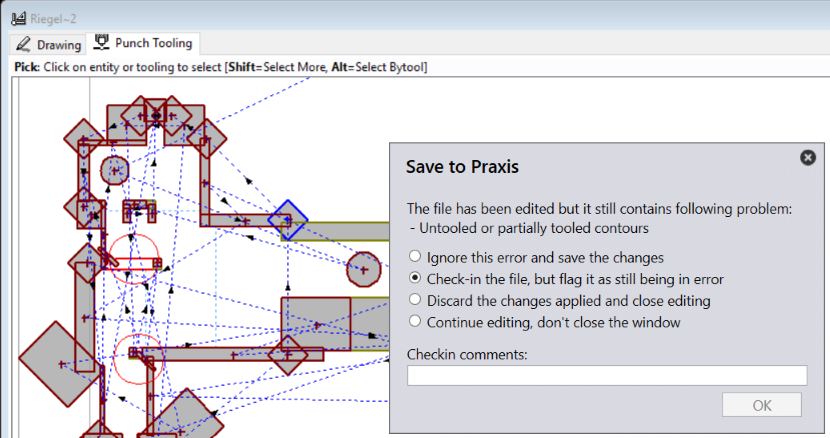 Riegel~2
Drawing
Punch Tooling
Pick: Click on entity or tooling to select [Shift=Select More, Alt=Select Bytool]
Save to Praxis
The file has been edited but it still contains following problem:
- Untooled or partially tooled contours
Ignore this error and save the changes
Check-in the file, but flag it as still being in error
Discard the changes applied and close editing
Continue editing, don't close the window
Checkin comments:
OK